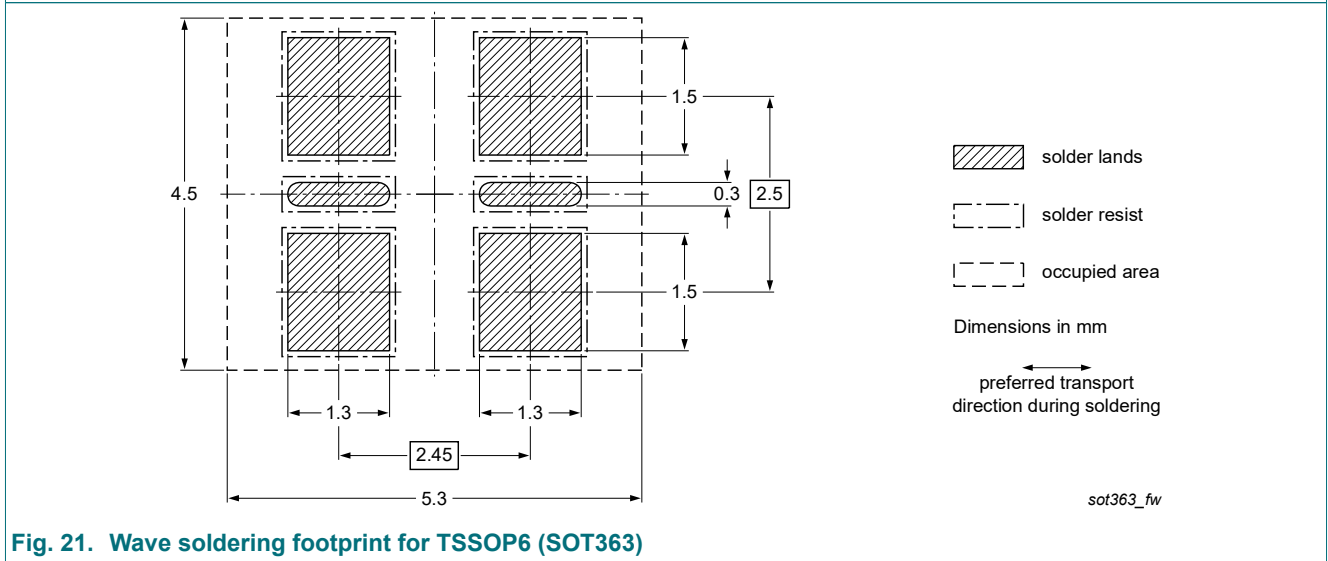 1.5
4.5
0.3
2.5
1.5
1.3
1.3
2.45
5.3
solder lands
solder resist
occupied area
Dimensions in mm
preferred transport
direction during soldering
sot363_fw
Fig. 21. Wave soldering footprint for TSSOP6 (SOT363)